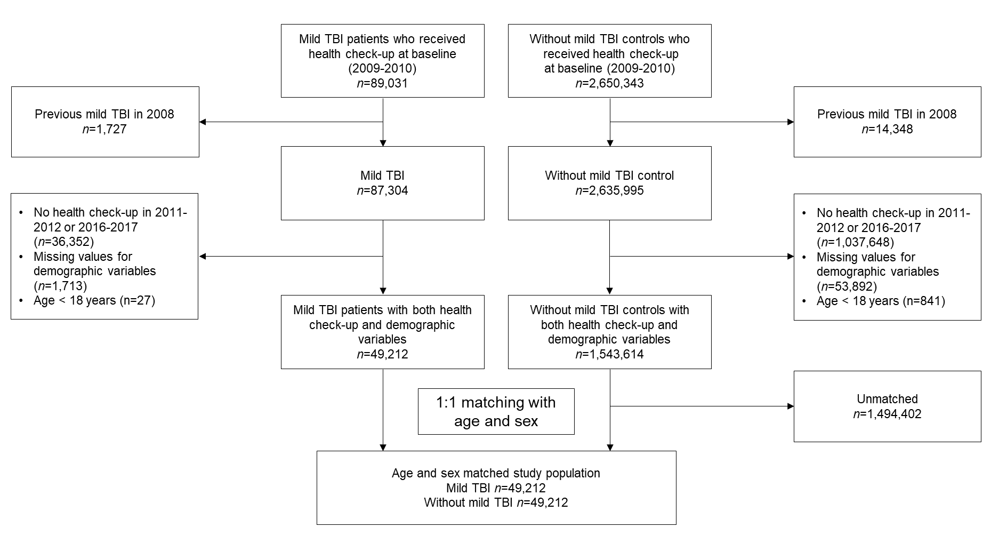 Mild TBI patients who received
health check-up at baseline
(2009-2010)
n=89,031
Without mild TBI controls who
received health check-up
at baseline (2009-2010)
n=2,650,343
Previous mild TBI in 2008
n=1,727
Previous mild TBI in 2008
n=14,348
Mild TBI
n=87,304
Without mild TBI control
n=2,635,995
• No health check-up in 2011-
2012 or 2016-2017
(n=36,352)
• Missing values for
demographic variables
(n=1,713)
• Age < 18 years (n=27)
• No health check-up in 2011-
2012 or 2016-2017
(n=1,037,648)
• Missing values for
demographic variables
(n=53,892)
• Age < 18 years (n=841)
Mild TBI patients with both health
check-up and demographic
variables
n=49,212
Without mild TBI controls with
both health check-up and
demographic variables
n=1,543,614
1:1 matching with
age and sex
Unmatched
n=1,494,402
Age and sex matched study population
Mild TBI n=49,212
Without mild TBI n=49,212